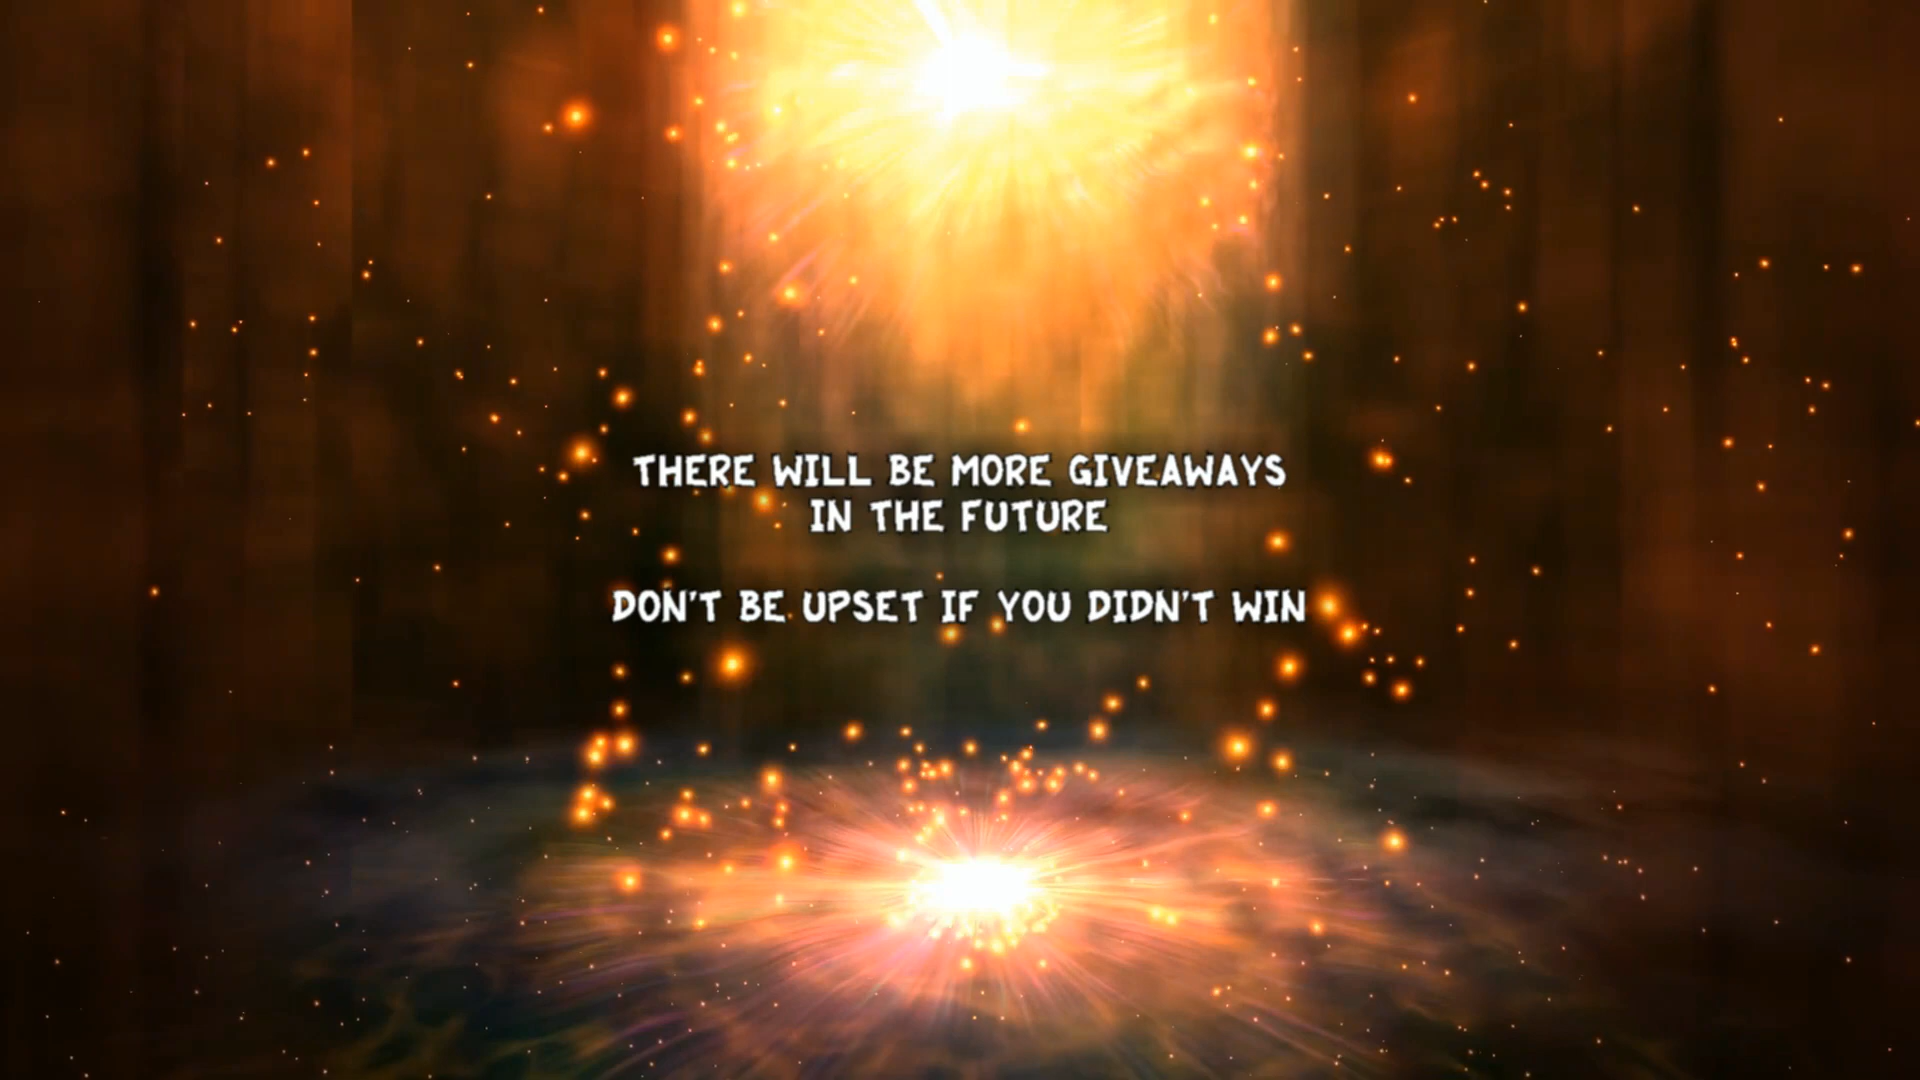 THERE WILL BE MORE GIVEAWAYS
IN THE FUTURE
DON'T BE UPSET IF YOU DIDN'T WIN